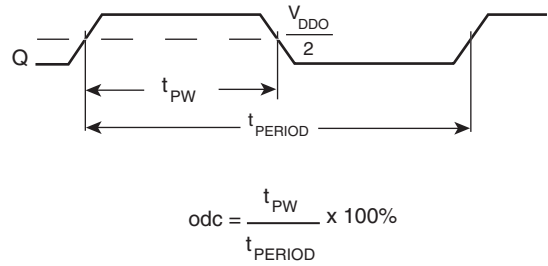 V_DDO
2
Q
t_PW
t_PERIOD
odc = t_PW / t_PERIOD x 100%